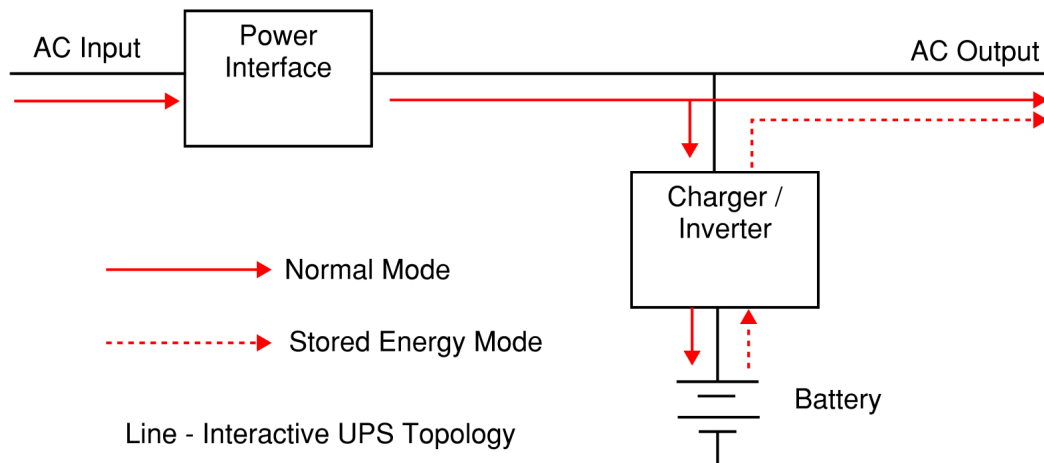 AC Input
Power
Interface
AC Output
Charger /
Inverter
Normal Mode
Stored Energy Mode
Battery
Line - Interactive UPS Topology